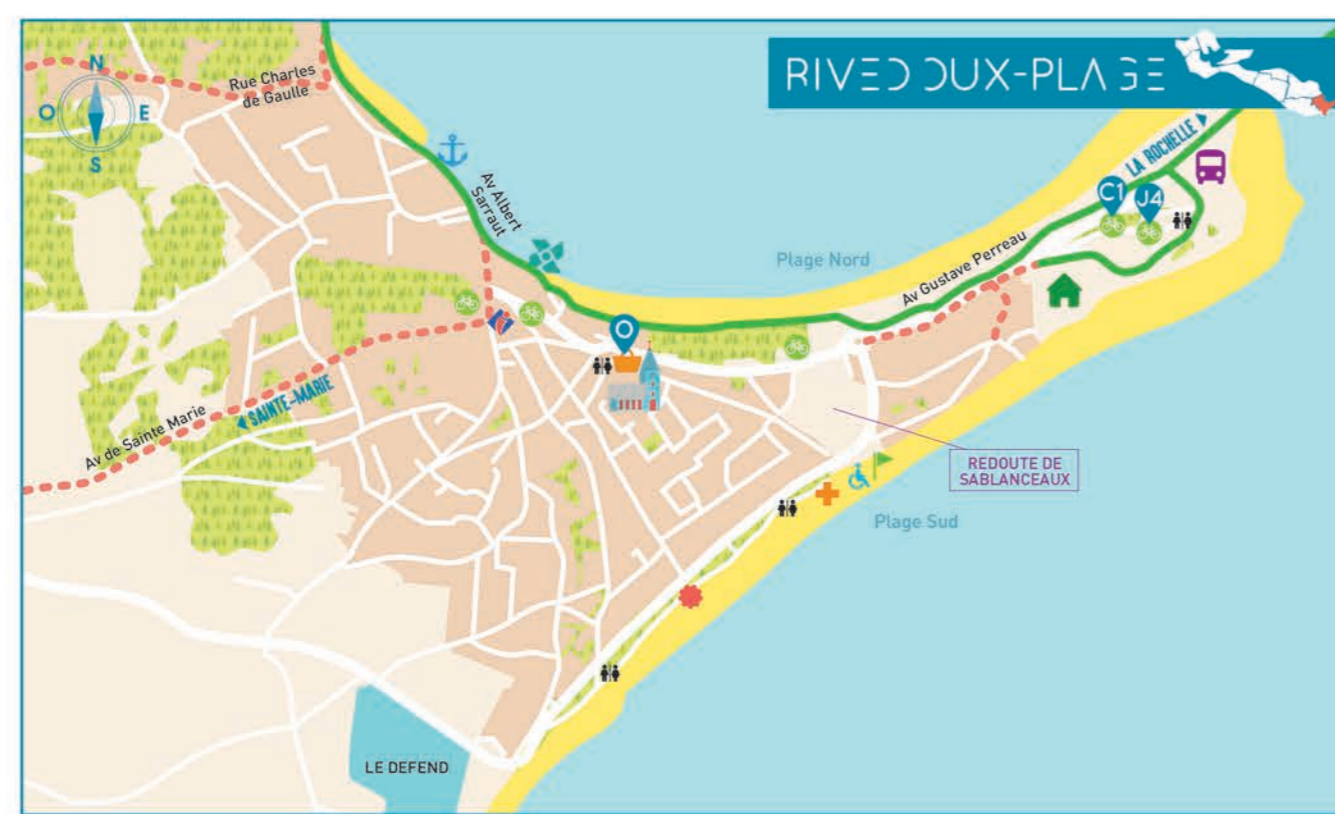 RIVEDOUX-PLAGE
N
O
E
S
Rue Charles
de Gaulle
Av Albert
Sarraut
LA ROCHELLE
C1
J4
Plage Nord
Av Gustave Perreau
O
SAINTE-MARIE
Av de Sainte Marie
REDOUTE DE
SABLANCEAUX
Plage Sud
LE DEFEND